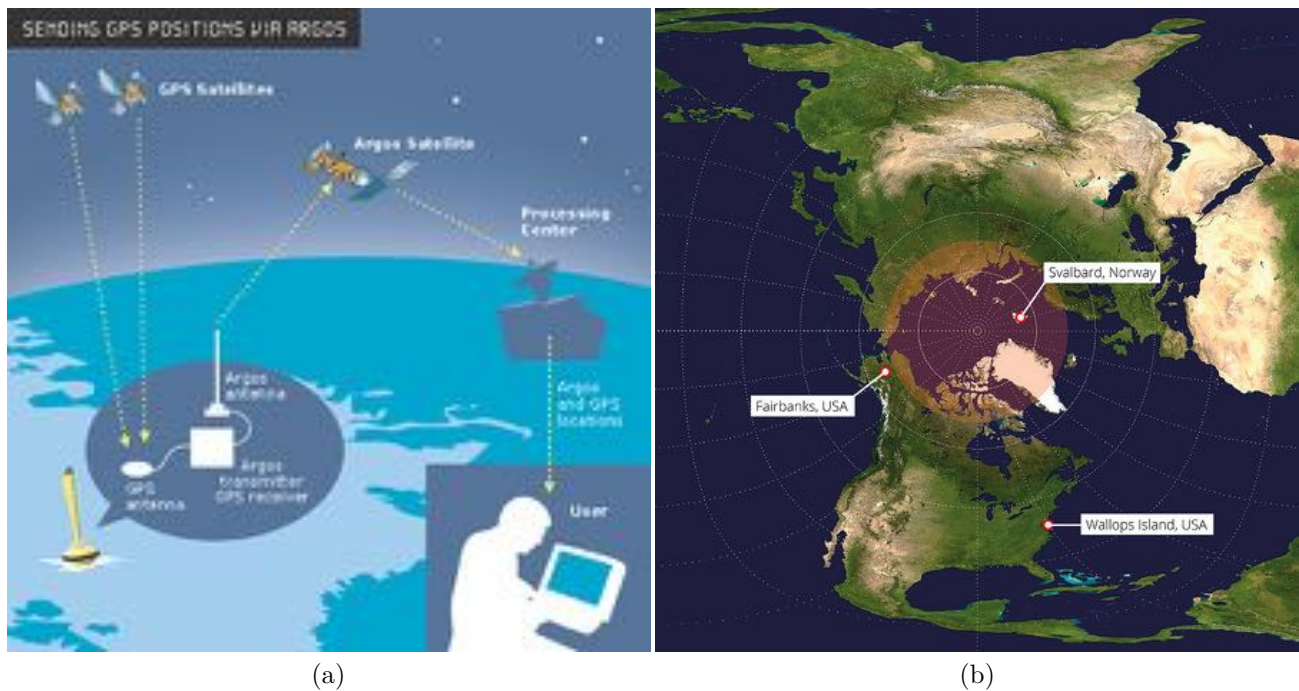 SENDING GPS POSITIONS VIA ARGOS
GPS Satellites
Argos Satellite
Processing
Center
Argos
antenna
Argos
and GPS
locations
Argos
transmitter
GPS receiver
GPS
antenna
User
(a)
Svalbard, Norway
Fairbanks, USA
Wallops Island, USA
(b)